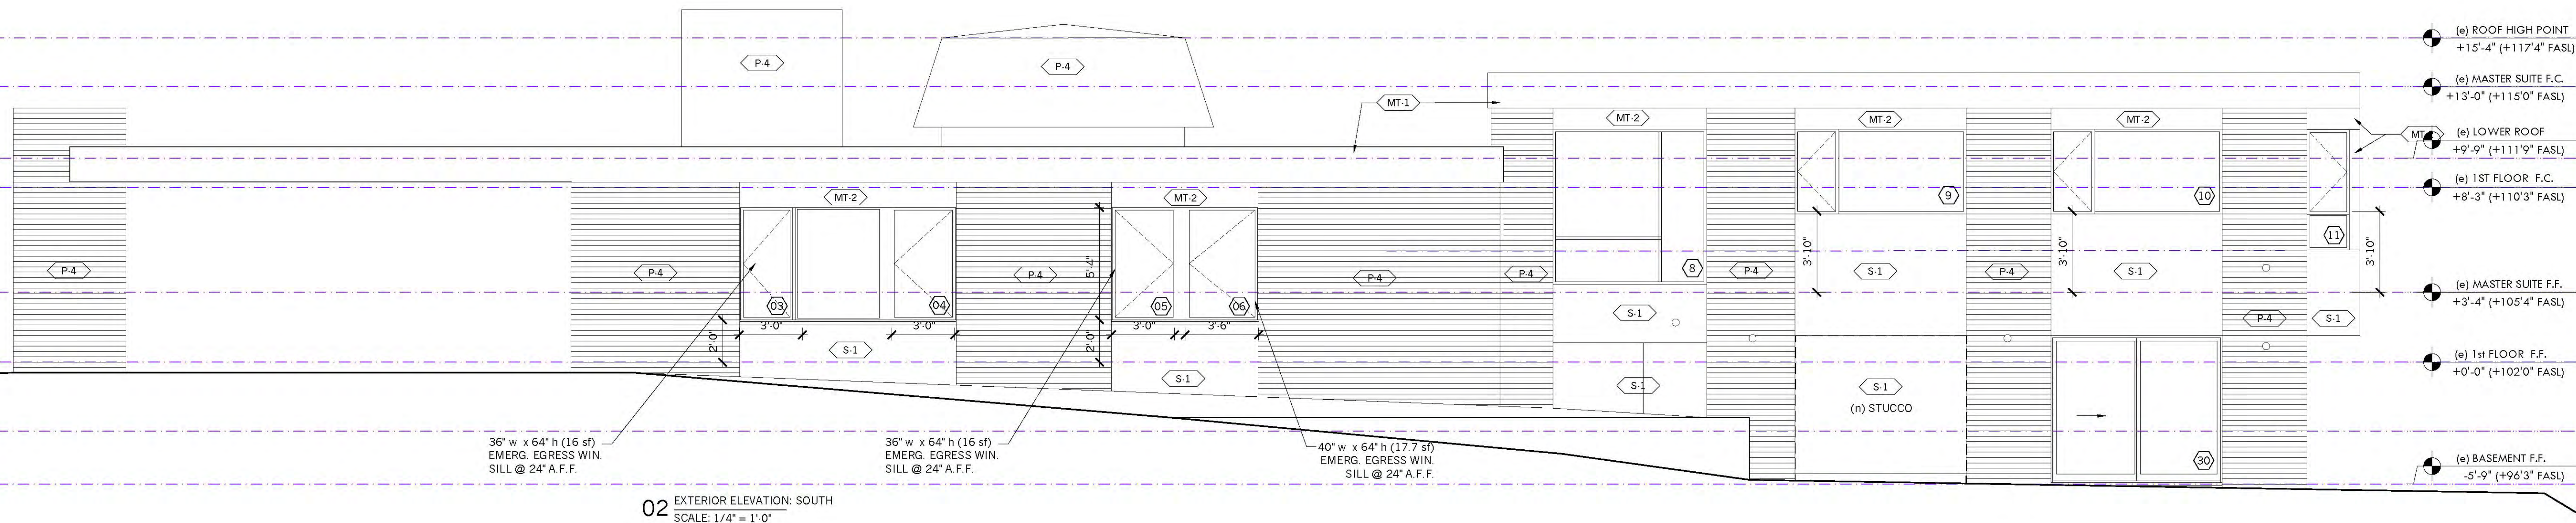 (e) ROOF HIGH POINT
+15'-4" (+117'4" FASL)
P-4
P-4
(e) MASTER SUITE F.C.
+13'-0" (+115'0" FASL)
MT-1
MT-2
MT-2
MT-2
(e) LOWER ROOF
+9'-9" (+111'9" FASL)
(e) 1ST FLOOR F.C.
+8'-3" (+110'3" FASL)
MT-2
MT-2
9
10
11
5'-4"
3'-10"
3'-10"
3'-10"
P-4
P-4
P-4
P-4
P-4
8
P-4
S-1
P-4
S-1
(e) MASTER SUITE F.F.
+3'-4" (+105'4" FASL)
03
04
05
06
S-1
P-4
S-1
3'-0"
3'-0"
3'-0"
3'-6"
2'-0"
2'-0"
S-1
S-1
(e) 1st FLOOR F.F.
+0'-0" (+102'0" FASL)
S-1
S-1
(n) STUCCO
36" w x 64" h (16 sf)
EMERG. EGRESS WIN.
SILL @ 24" A.F.F.
36" w x 64" h (16 sf)
EMERG. EGRESS WIN.
SILL @ 24" A.F.F.
40" w x 64" h (17.7 sf)
EMERG. EGRESS WIN.
SILL @ 24" A.F.F.
30
(e) BASEMENT F.F.
-5'-9" (+96'3" FASL)
02 EXTERIOR ELEVATION: SOUTH
SCALE: 1/4" = 1'-0"